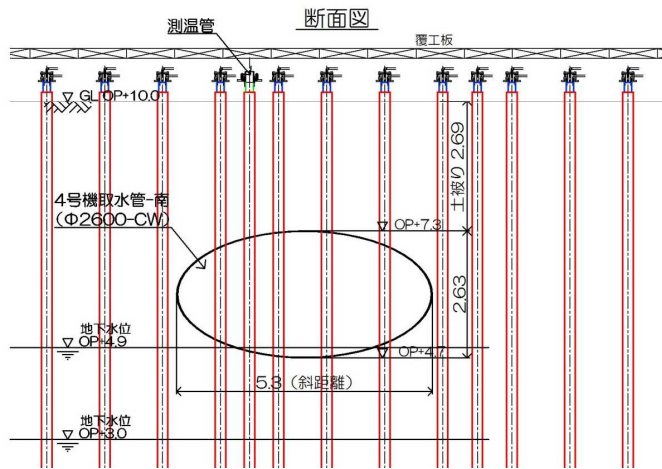 断面図
測温管
覆工板
GL OP+10.0
土被り 2.69
4号機取水管-南
(Φ2600-CW)
OP+7.3
2.63
地下水位
OP+4.9
OP+4.7
5.3(斜距離)
地下水位
OP+3.0